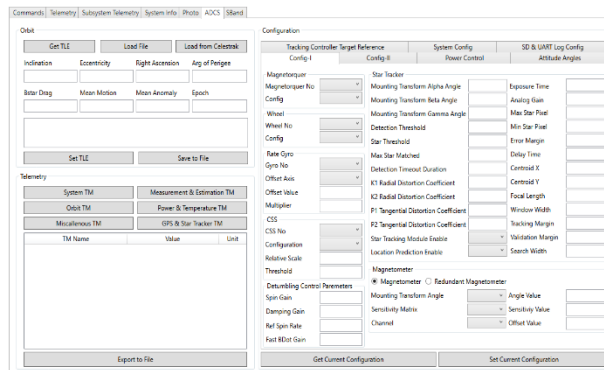 Commands Telemetry Subsystem Telemetry System Info Photo ADCS SBand
Orbit
Get TLE Load File Load from Celestrak
Inclination Eccentricity Right Ascension Arg of Perigee
Bstar Drag Mean Motion Mean Anomaly Epoch
Set TLE Save to File
Telemetry
System TM Measurement & Estimation TM
Orbit TM Power & Temperature TM
Miscallenous TM GPS & Star Tracker TM
TM Name Value Unit
Export to File
Configuration
Tracking Controller Target Reference System Config SD & UART Log Config
Config-I Config-II Power Control Attitude Angles
Magnetorquer
Magnetorquer No
Config
Wheel
Wheel No
Config
Rate Gyro
Gyro No
Offset Axis
Offset Value
Multiplier
CSS
CSS No
Configuration
Relative Scale
Threshold
Detumbling Control Paremeters
Spin Gain
Damping Gain
Ref Spin Rate
Fast BDot Gain
Star Tracker
Mounting Transform Alpha Angle Exposure Time
Mounting Transform Beta Angle Analog Gain
Mounting Transform Gamma Angle Max Star Pixel
Detection Threshold Min Star Pixel
Star Threshold Error Margin
Max Star Matched Delay Time
Detection Timeout Duration Centroid X
K1 Radial Distortion Coefficient Centroid Y
K2 Radial Distortion Coefficient Focal Length
P1 Tangential Distortion Coefficient Window Width
P2 Tangential Distortion Coefficient Tracking Margin
Star Tracking Module Enable Validation Margin
Location Prediction Enable Search Width
Magnetometer
Magnetometer Redundant Magnetometer
Mounting Transform Angle Angle Value
Sensitivity Matrix Sensitiviy Value
Channel Offset Value
Get Current Configuration Set Current Configuration